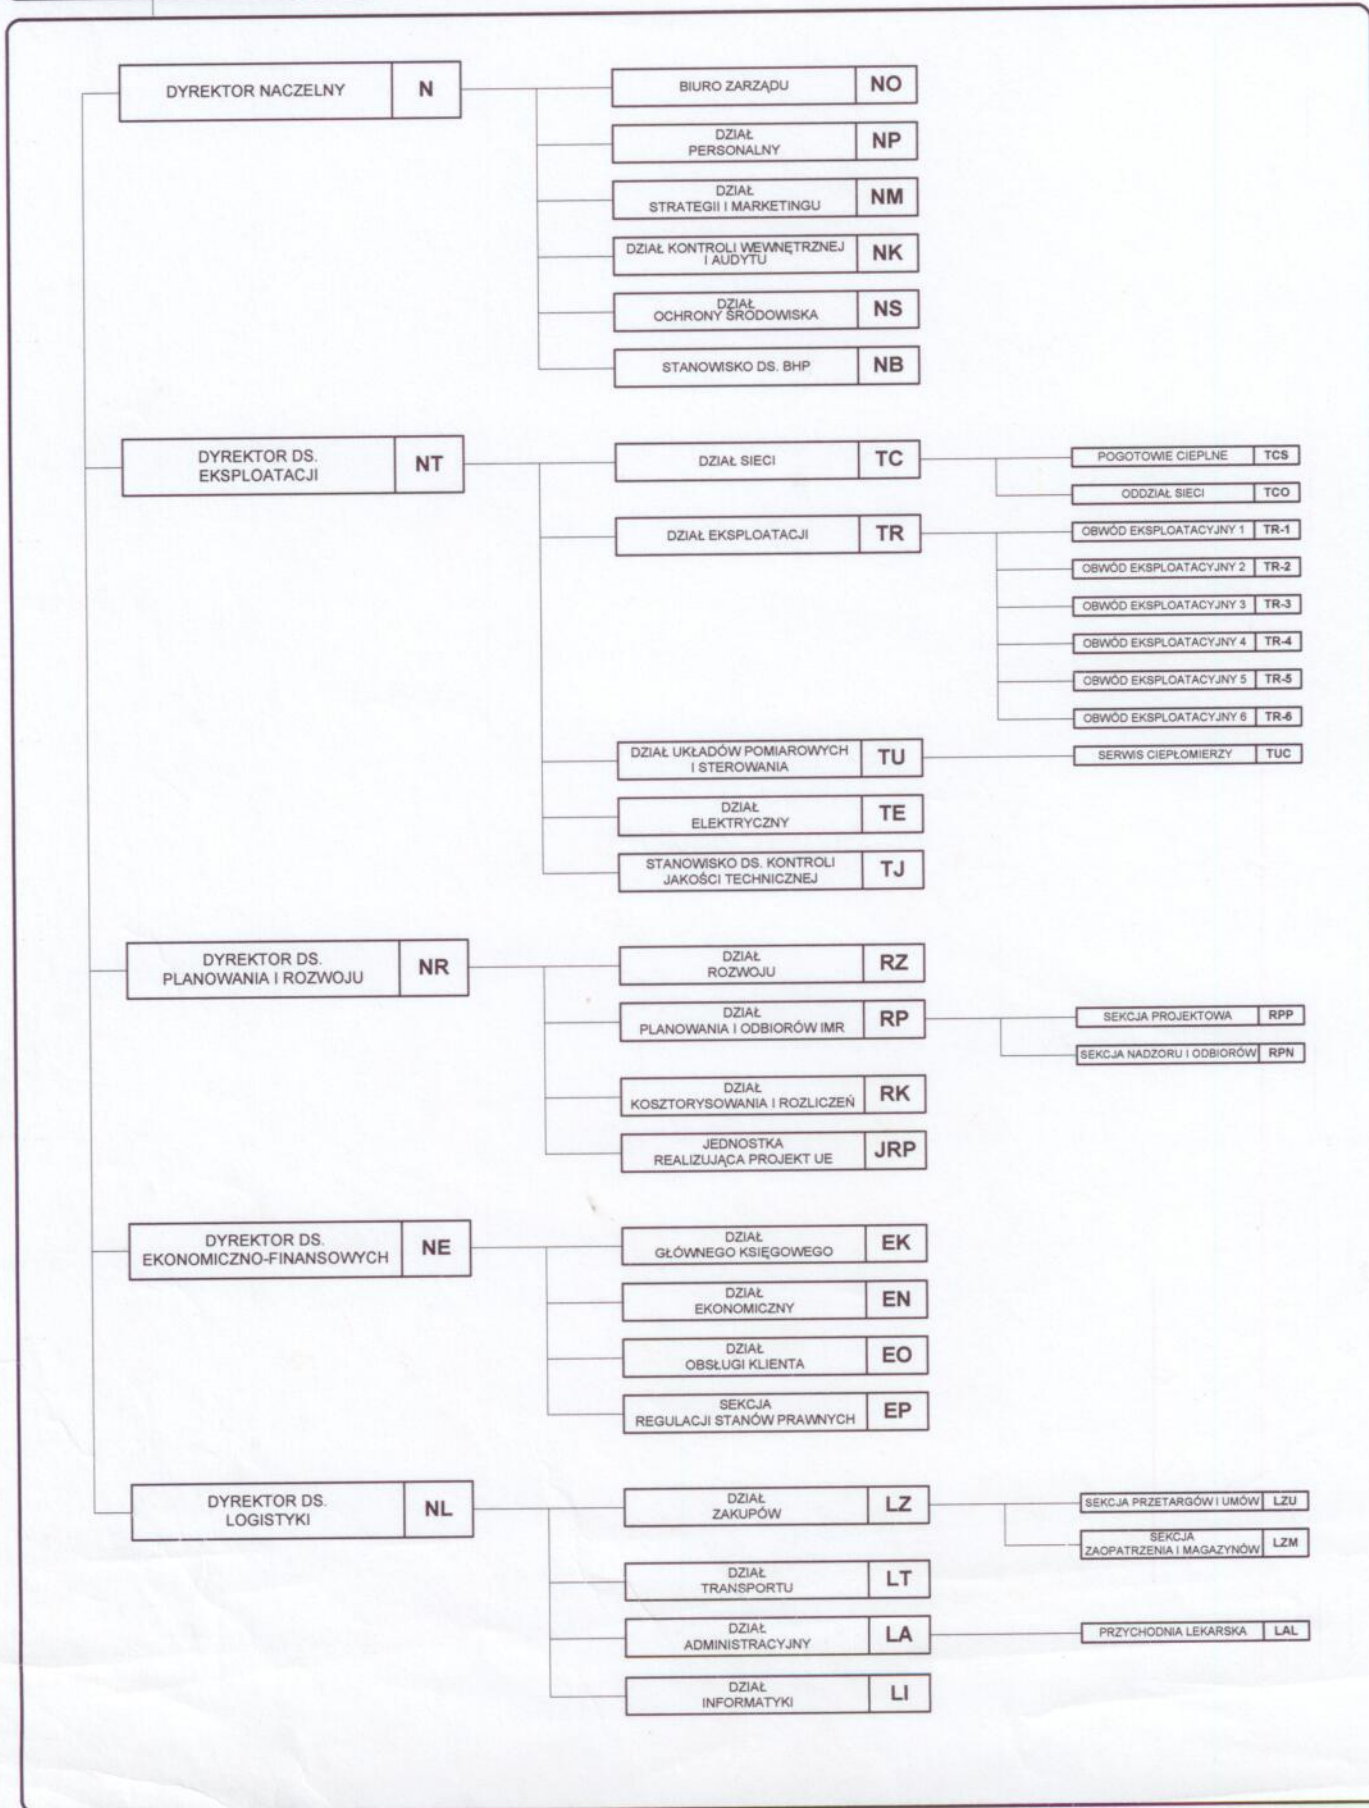 DYREKTOR NACZELNY N
BIURO ZARZĄDU NO
DZIAŁ
PERSONALNY NP
DZIAŁ
STRATEGII I MARKETINGU NM
DZIAŁ KONTROLI WEWNĘTRZNEJ
I AUDYTU NK
DZIAŁ
OCHRONY ŚRODOWISKA NS
STANOWISKO DS. BHP NB
DYREKTOR DS.
EKSPLOATACJI NT
DZIAŁ SIECI TC
POGOTOWIE CIEPLNE TCS
ODDZIAŁ SIECI TCO
DZIAŁ EKSPLOATACJI TR
OBWÓD EKSPLOATACYJNY 1 TR-1
OBWÓD EKSPLOATACYJNY 2 TR-2
OBWÓD EKSPLOATACYJNY 3 TR-3
OBWÓD EKSPLOATACYJNY 4 TR-4
OBWÓD EKSPLOATACYJNY 5 TR-5
OBWÓD EKSPLOATACYJNY 6 TR-6
DZIAŁ UKŁADÓW POMIAROWYCH
I STEROWANIA TU
SERWIS CIEPŁOMIERZY TUC
DZIAŁ
ELEKTRYCZNY TE
STANOWISKO DS. KONTROLI
JAKOŚCI TECHNICZNEJ TJ
DYREKTOR DS.
PLANOWANIA I ROZWOJU NR
DZIAŁ
ROZWOJU RZ
DZIAŁ
PLANOWANIA I ODBIORÓW IMR RP
SEKCJA PROJEKTOWA RPP
SEKCJA NADZORU I ODBIORÓW RPN
DZIAŁ
KOSZTORYSOWANIA I ROZLICZEŃ RK
JEDNOSTKA
REALIZUJĄCA PROJEKT UE JRP
DYREKTOR DS.
EKONOMICZNO-FINANSOWYCH NE
DZIAŁ
GŁÓWNEGO KSIĘGOWEGO EK
DZIAŁ
EKONOMICZNY EN
DZIAŁ
OBSŁUGI KLIENTA EO
SEKCJA
REGULACJI STANÓW PRAWNYCH EP
DYREKTOR DS.
LOGISTYKI NL
DZIAŁ
ZAKUPÓW LZ
SEKCJA PRZETARGÓW I UMÓW LZU
SEKCJA
ZAOPATRZENIA I MAGAZYNÓW LZM
DZIAŁ
TRANSPORTU LT
DZIAŁ
ADMINISTRACYJNY LA
PRZYCHODNIA LEKARSKA LAL
DZIAŁ
INFORMATYKI LI